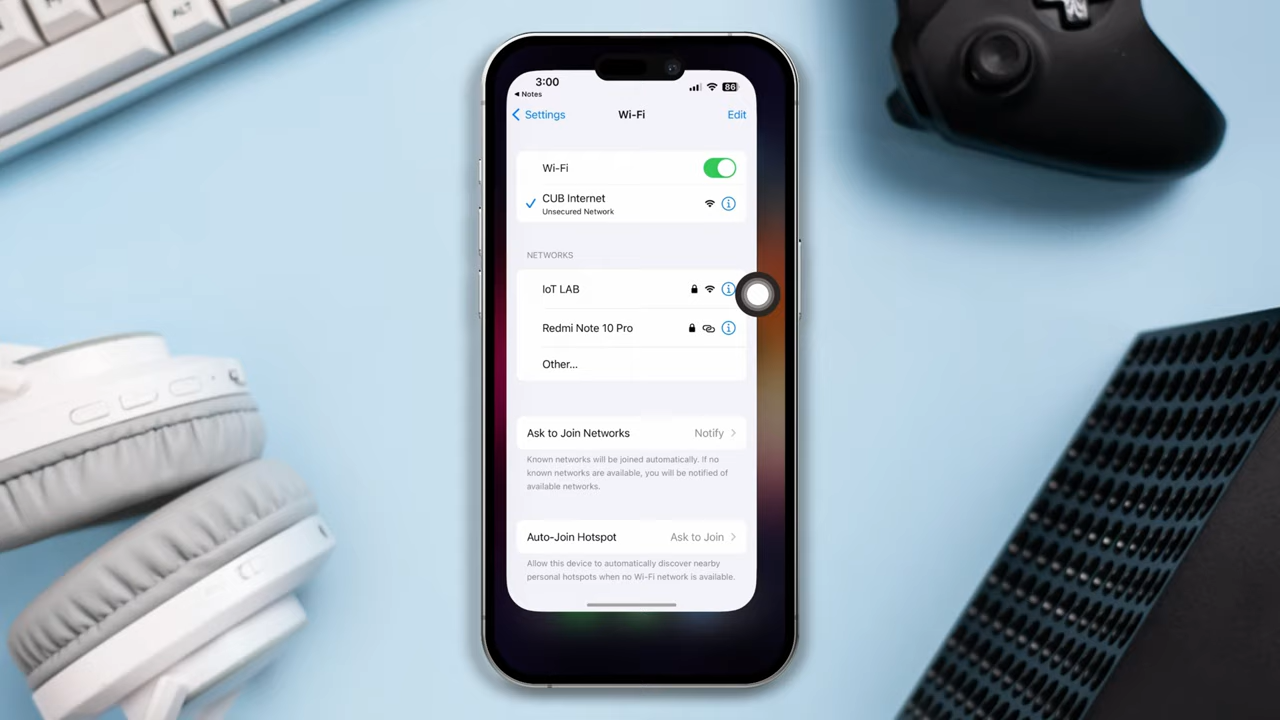 ALT
3:00
86
◀ Notes
Settings
Wi-Fi
Edit
Wi-Fi
CUB Internet
Unsecured Network
NETWORKS
IoT LAB
Redmi Note 10 Pro
Other...
Ask to Join Networks
Notify
Known networks will be joined automatically. If no
known networks are available, you will be notified of
available networks.
Auto-Join Hotspot
Ask to Join
Allow this device to automatically discover nearby
personal hotspots when no Wi-Fi network is available.